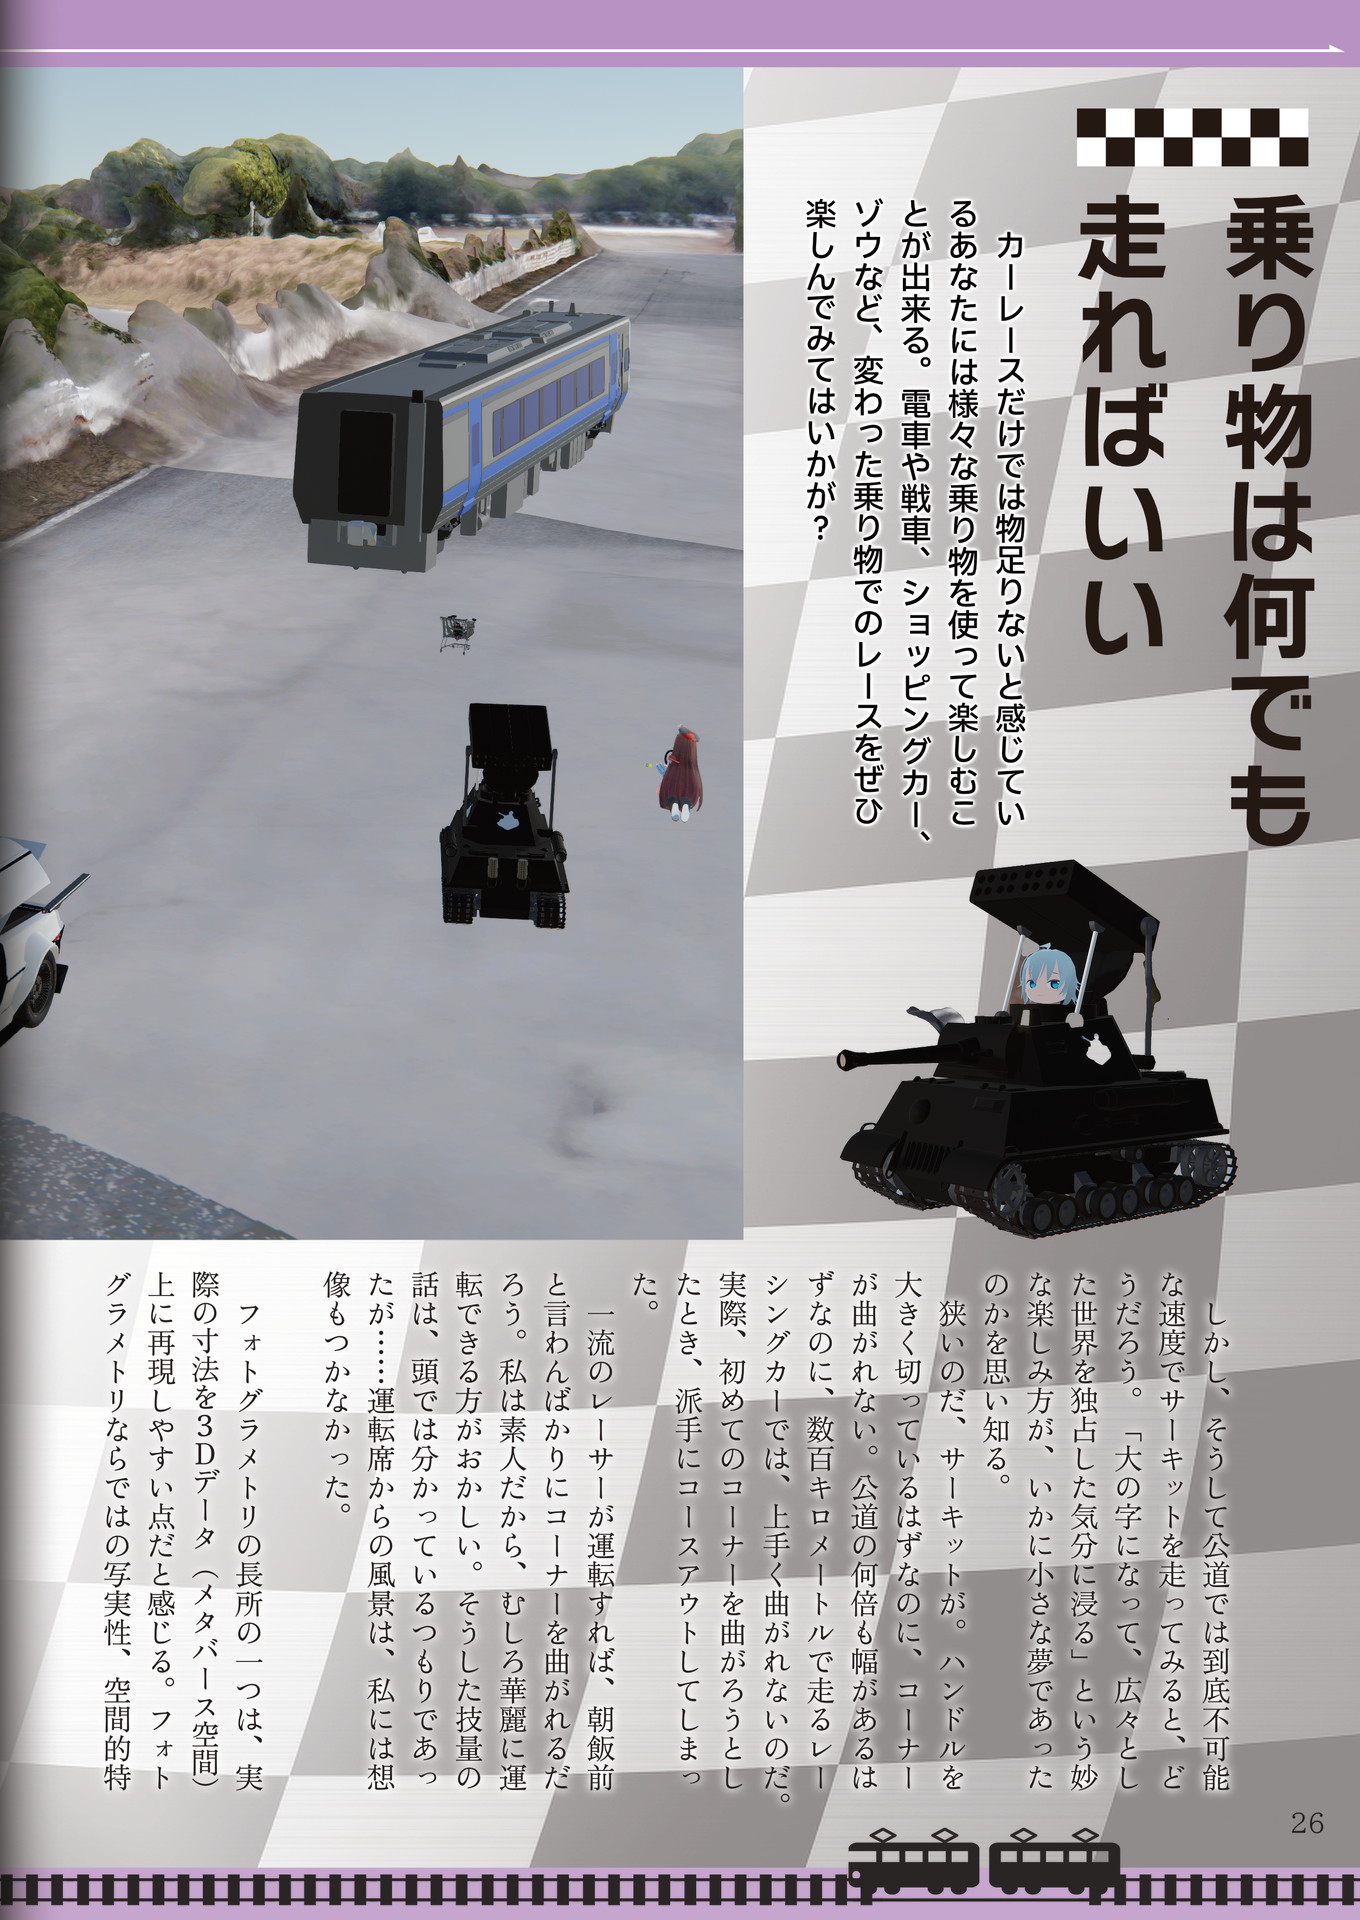 乗り物は何でも
走ればいい
カーレースだけでは物足りないと感じてい
るあなたには様々な乗り物を使って楽しむこ
とが出来る。電車や戦車、ショッピングカー、
ゾウなど、変わった乗り物でのレースをぜひ
楽しんでみてはいかが？
しかし、そうして公道では到底不可能
な速度でサーキットを走ってみると、ど
うだろう。「大の字になって、広々とし
た世界を独占した気分に浸る」という妙
な楽しみ方が、いかに小さな夢であった
のかを思い知る。
狭いのだ、サーキットが。ハンドルを
大きく切っているはずなのに、コーナー
が曲がれない。公道の何倍も幅があるは
ずなのに、数百キロメートルで走るレー
シングカーでは、上手く曲がれないのだ。
実際、初めてのコーナーを曲がろうとし
たとき、派手にコースアウトしてしまっ
た。
一流のレーサーが運転すれば、朝飯前
と言わんばかりにコーナーを曲がれるだ
ろう。私は素人だから、むしろ華麗に運
転できる方がおかしい。そうした技量の
話は、頭では分かっているつもりであっ
たが……運転席からの風景は、私には想
像もつかなかった。
フォトグラメトリの長所の一つは、実
際の寸法を3Dデータ（メタバース空間）
上に再現しやすい点だと感じる。フォト
グラメトリならではの写実性、空間的特
26